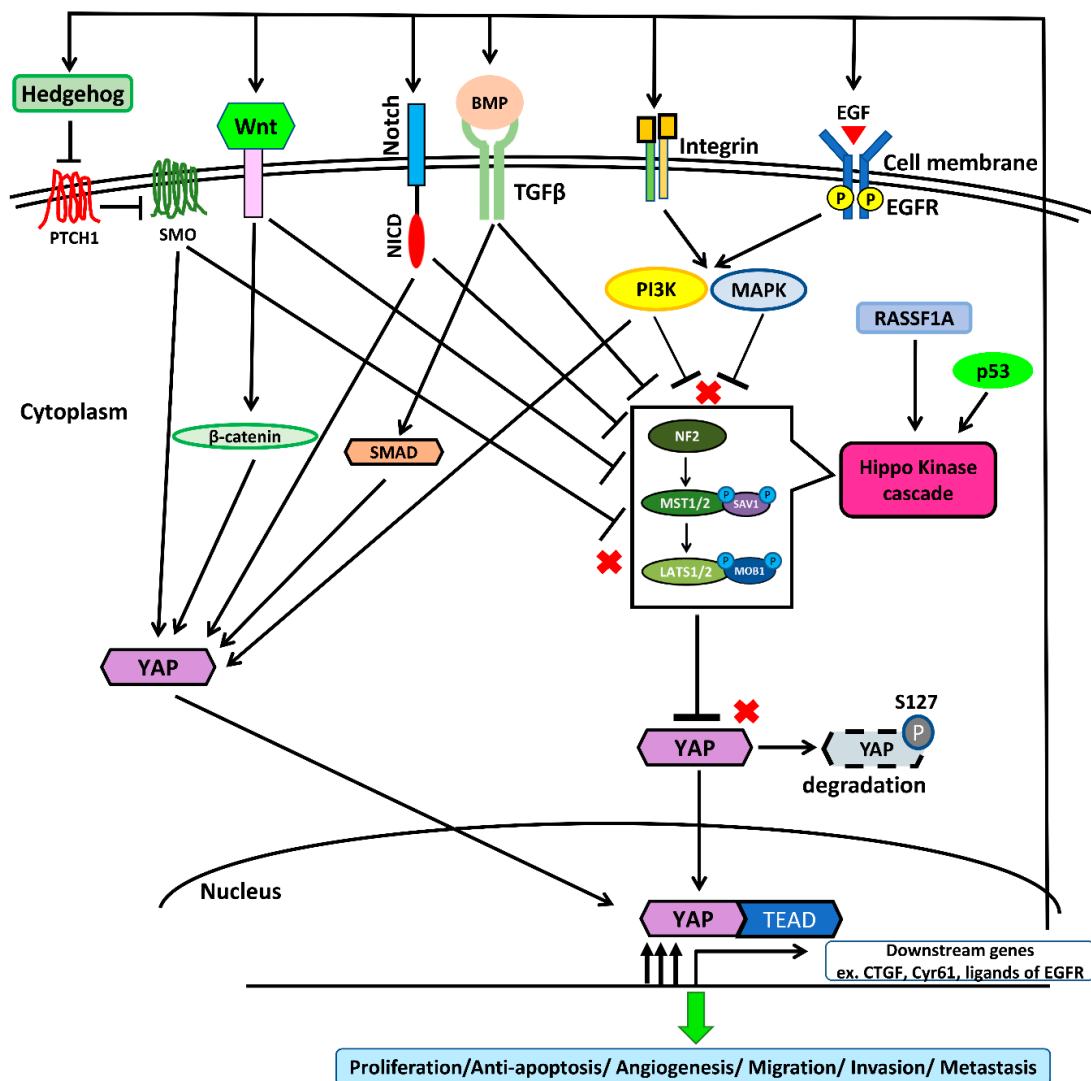 Hedgehog
Wnt
Notch
BMP
Integrin
EGF
Cell membrane
P
P
EGFR
PTCH1
SMO
NICD
TGFβ
PI3K
MAPK
RASSF1A
p53
Cytoplasm
β-catenin
SMAD
NF2
MST1/2
P
SAV1
P
LATS1/2
P
MOB1
P
Hippo Kinase
cascade
YAP
YAP
S127
P
YAP
degradation
Nucleus
YAP
TEAD
Downstream genes
ex. CTGF, Cyr61, ligands of EGFR
Proliferation/Anti-apoptosis/ Angiogenesis/ Migration/ Invasion/ Metastasis